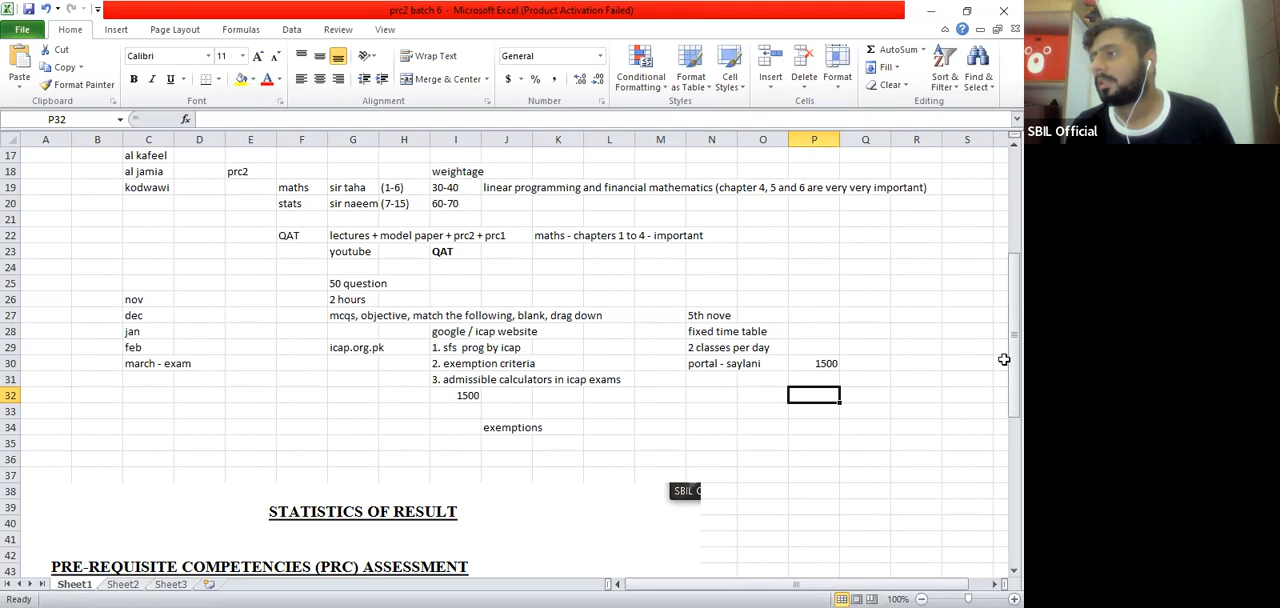 prc2 batch 6 - Microsoft Excel (Product Activation Failed)
File Home Insert Page Layout Formulas Data Review View
Paste Cut Copy Format Painter Clipboard
Calibri 11 B I U Font
Wrap Text Merge & Center Alignment
General $ % , Number
Conditional Formatting Format as Table Cell Styles Styles
Insert Delete Format Cells
AutoSum Fill Clear Sort & Filter Find & Select Editing
P32 fx
A B C D E F G H I J K L M N O P Q R S
17 al kafeel
18 al jamia prc2 weightage
19 kodwawi maths sir taha (1-6) 30-40 linear programming and financial mathematics (chapter 4, 5 and 6 are very very important)
20 stats sir naeem (7-15) 60-70
21
22 QAT lectures + model paper + prc2 + prc1 maths - chapters 1 to 4 - important
23 youtube QAT
24
25 50 question
26 nov 2 hours
27 dec mcqs, objective, match the following, blank, drag down 5th nove
28 jan google / icap website fixed time table
29 feb icap.org.pk 1. sfs prog by icap 2 classes per day
30 march - exam 2. exemption criteria portal - saylani 1500
31 3. admissible calculators in icap exams
32 1500
33
34 exemptions
35
36
37
38 SBIL
39 STATISTICS OF RESULT
40
41
42
43 PRE-REQUISITE COMPETENCIES (PRC) ASSESSMENT
Sheet1 Sheet2 Sheet3
Ready 100%
SBIL Official